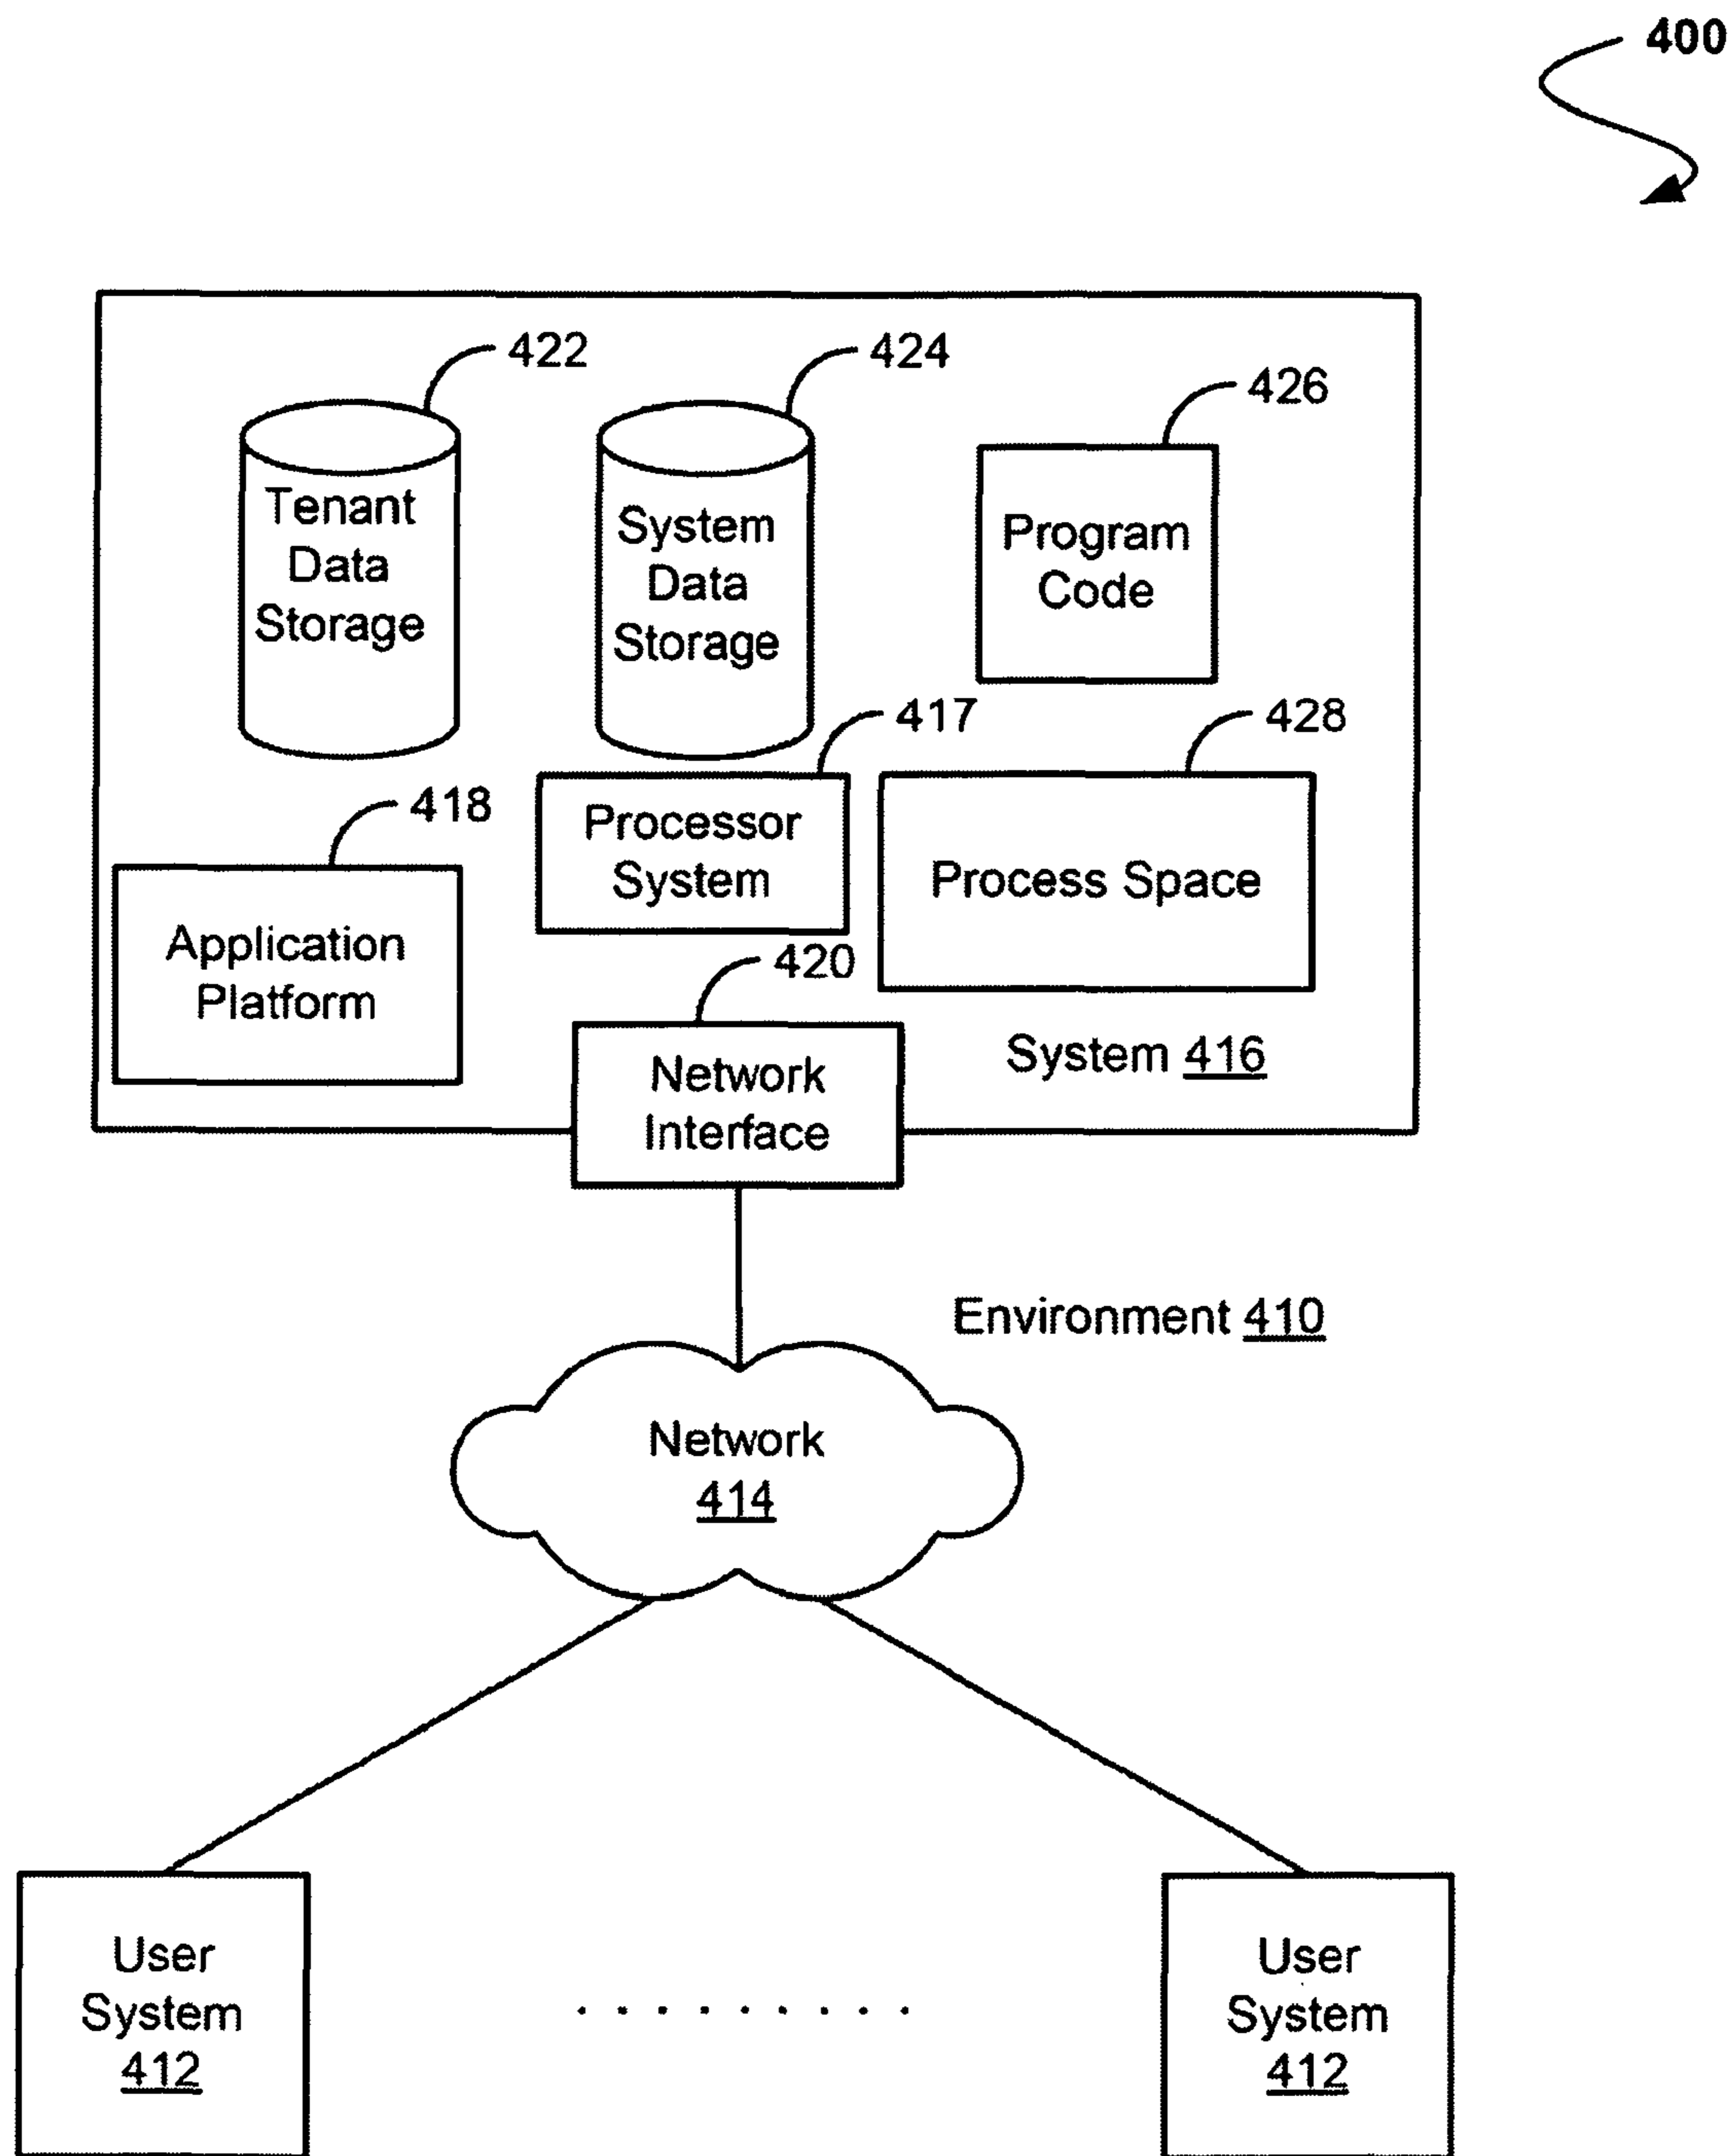 400
422
424
426
Tenant
Data
Storage
System
Data
Storage
Program
Code
417
428
418
Processor
System
Process Space
Application
Platform
420
Network
Interface
System 416
Environment 410
Network
414
User
System
412
User
System
412